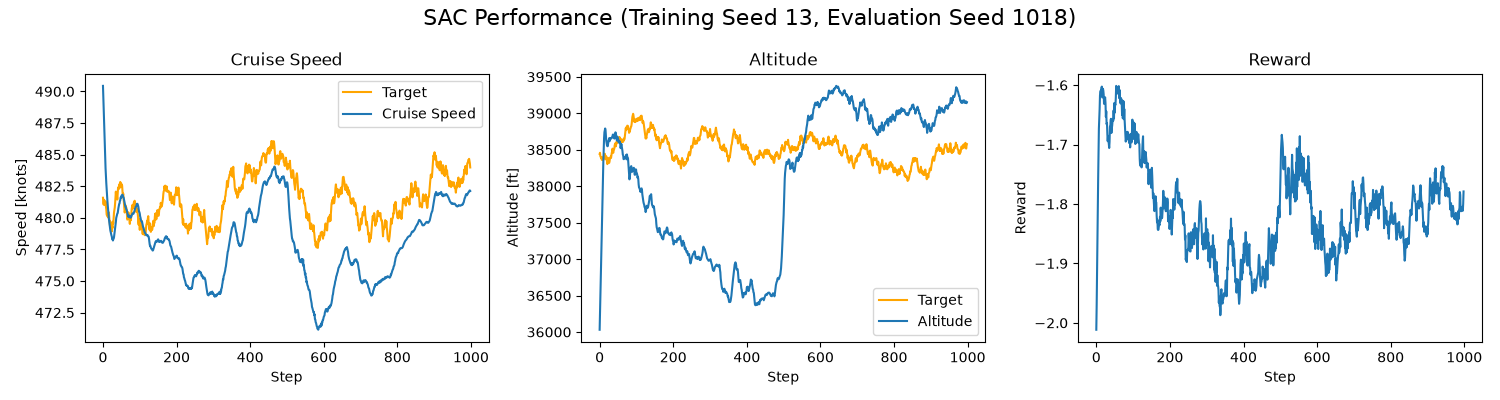 SAC Performance (Training Seed 13, Evaluation Seed 1018)
Cruise Speed
Speed [knots]
490.0
487.5
485.0
482.5
480.0
477.5
475.0
472.5
0
200
400
600
800
1000
Step
Target
Cruise Speed
Altitude
Altitude [ft]
39500
39000
38500
38000
37500
37000
36500
36000
0
200
400
600
800
1000
Step
Target
Altitude
Reward
Reward
−1.6
−1.7
−1.8
−1.9
−2.0
0
200
400
600
800
1000
Step